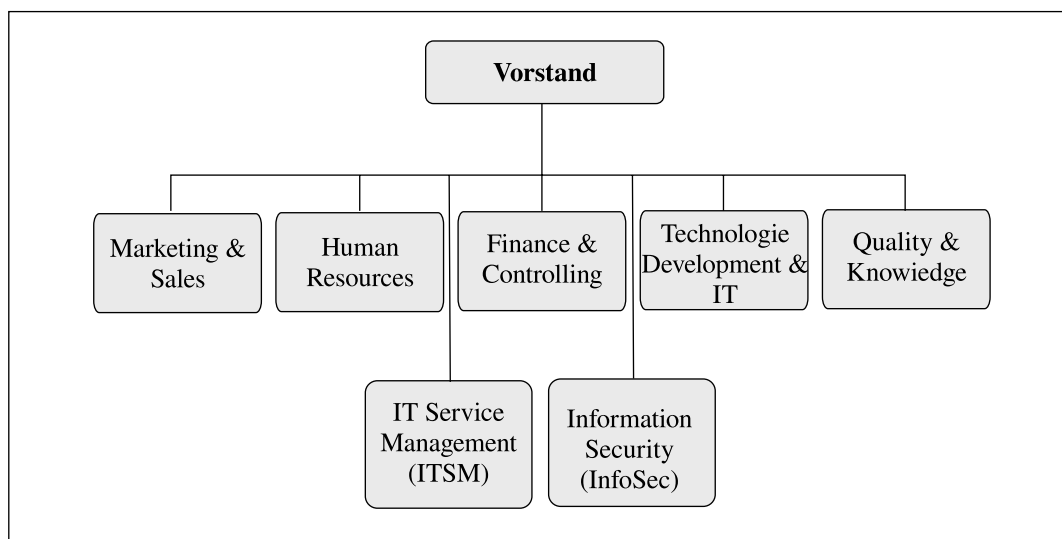 Vorstand
Marketing &
Sales
Human
Resources
Finance &
Controlling
Technologie
Development &
IT
Quality &
Knowiedge
IT Service
Management
(ITSM)
Information
Security
(InfoSec)